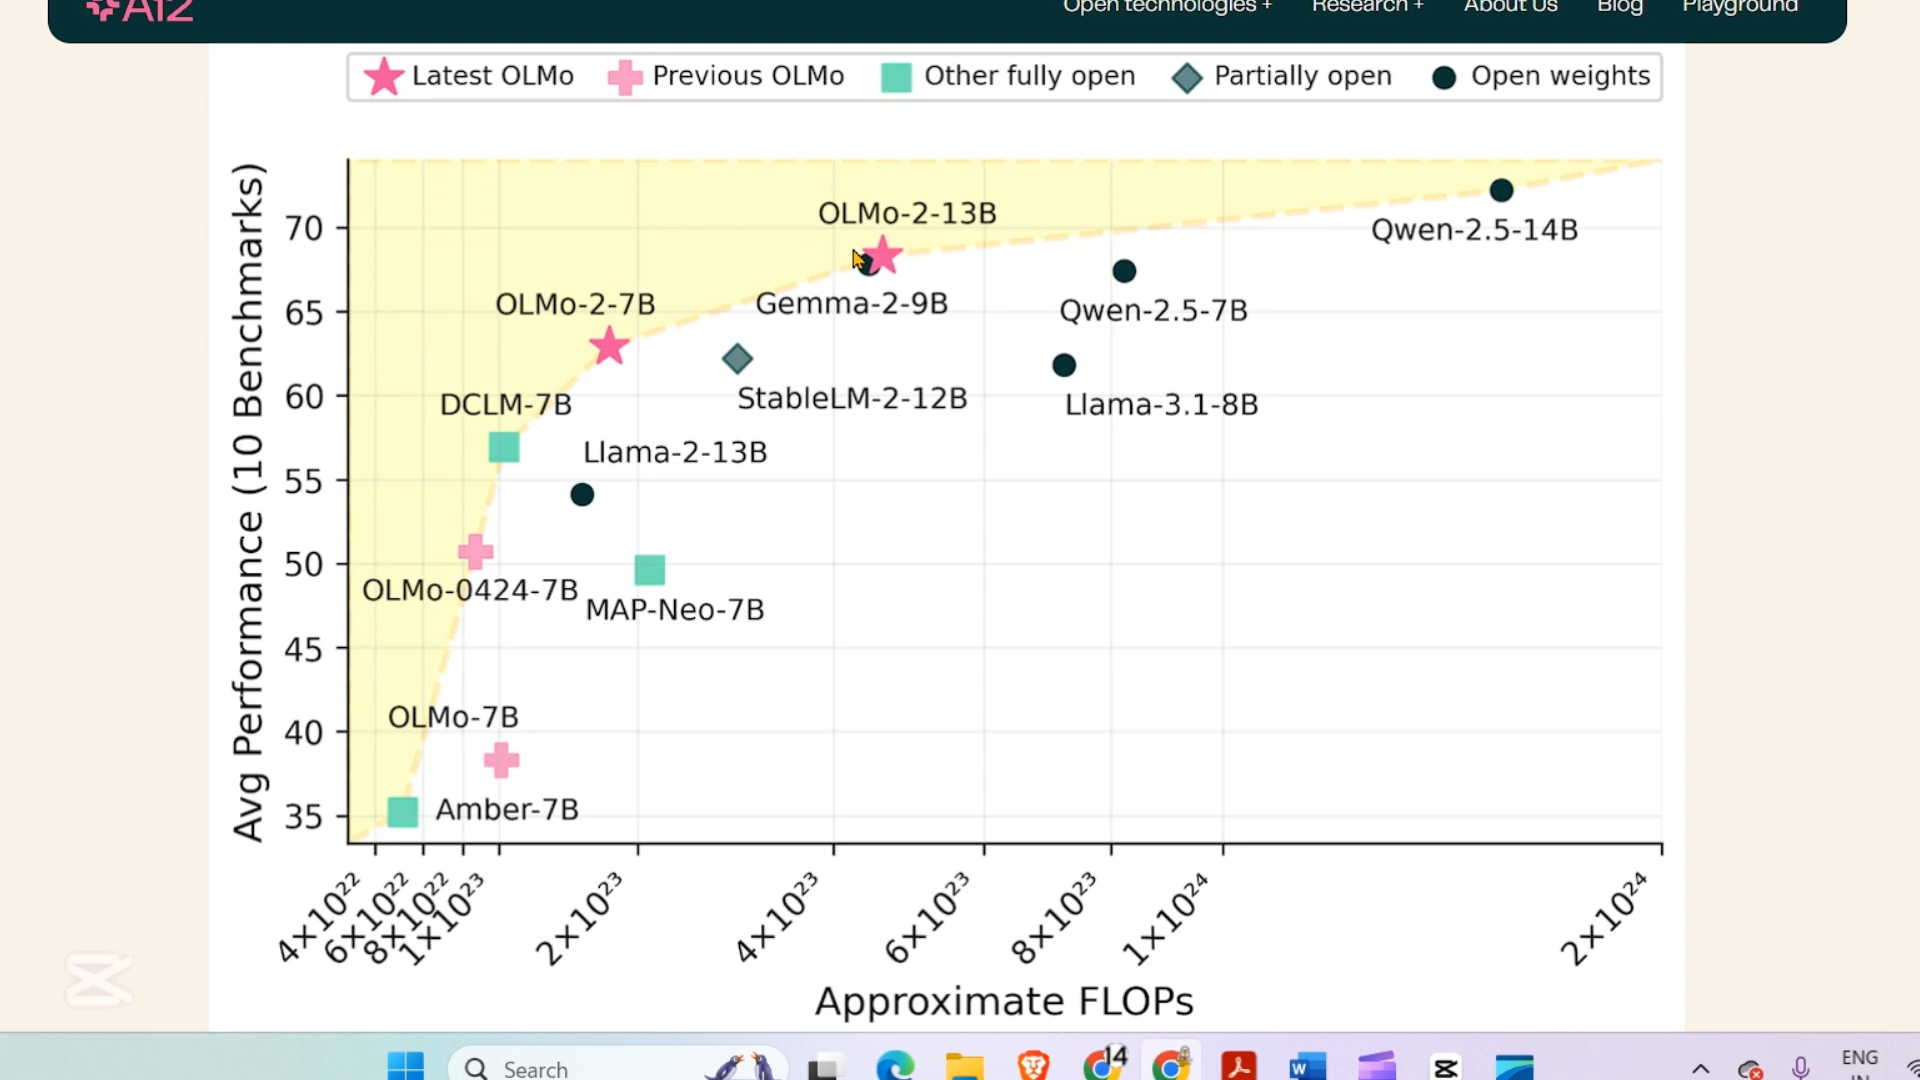 Ai2
Open technologies + Research + About Us Blog Playground
Latest OLMo Previous OLMo Other fully open Partially open Open weights
Avg Performance (10 Benchmarks)
70
65
60
55
50
45
40
35
OLMo-2-13B
Qwen-2.5-14B
OLMo-2-7B
Gemma-2-9B
Qwen-2.5-7B
DCLM-7B
StableLM-2-12B
Llama-3.1-8B
Llama-2-13B
OLMo-0424-7B
MAP-Neo-7B
OLMo-7B
Amber-7B
4×10²²
6×10²²
8×10²²
1×10²³
2×10²³
4×10²³
6×10²³
8×10²³
1×10²⁴
2×10²⁴
Approximate FLOPs
Search
14
W
ENG